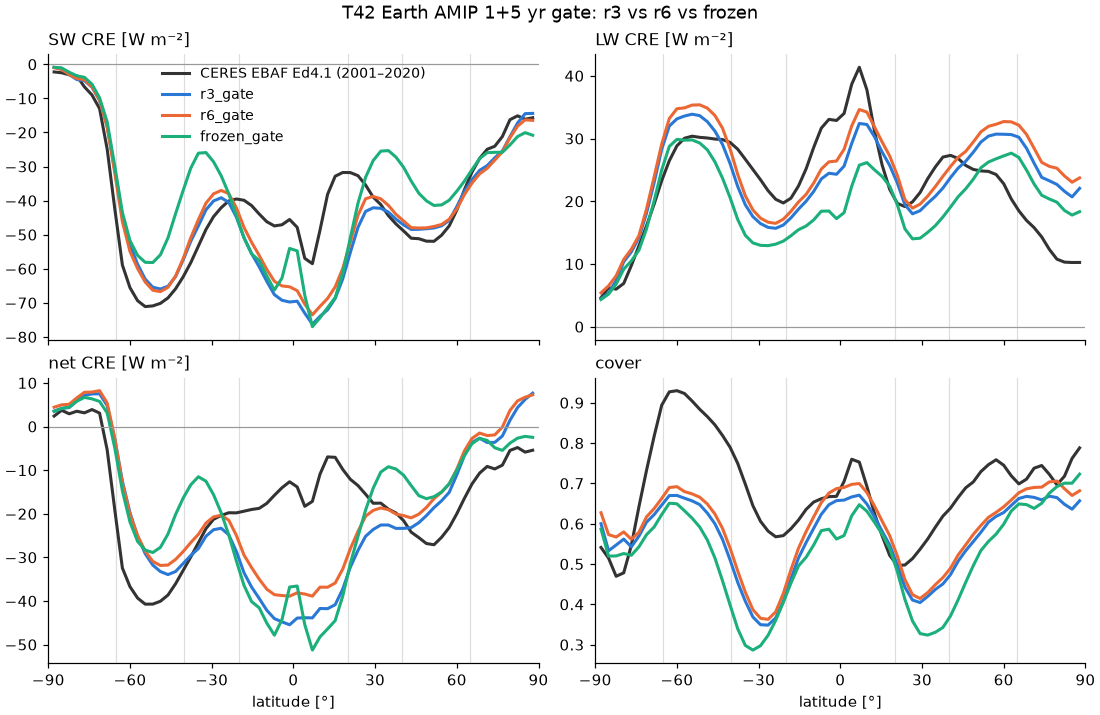 T42 Earth AMIP 1+5 yr gate: r3 vs r6 vs frozen
SW CRE [W m⁻²]
LW CRE [W m⁻²]
CERES EBAF Ed4.1 (2001–2020)
r3_gate
r6_gate
frozen_gate
0
−10
−20
−30
−40
−50
−60
−70
−80
40
30
20
10
0
net CRE [W m⁻²]
cover
10
0
−10
−20
−30
−40
−50
0.9
0.8
0.7
0.6
0.5
0.4
0.3
−90 −60 −30 0 30 60 90
−90 −60 −30 0 30 60 90
latitude [°]
latitude [°]